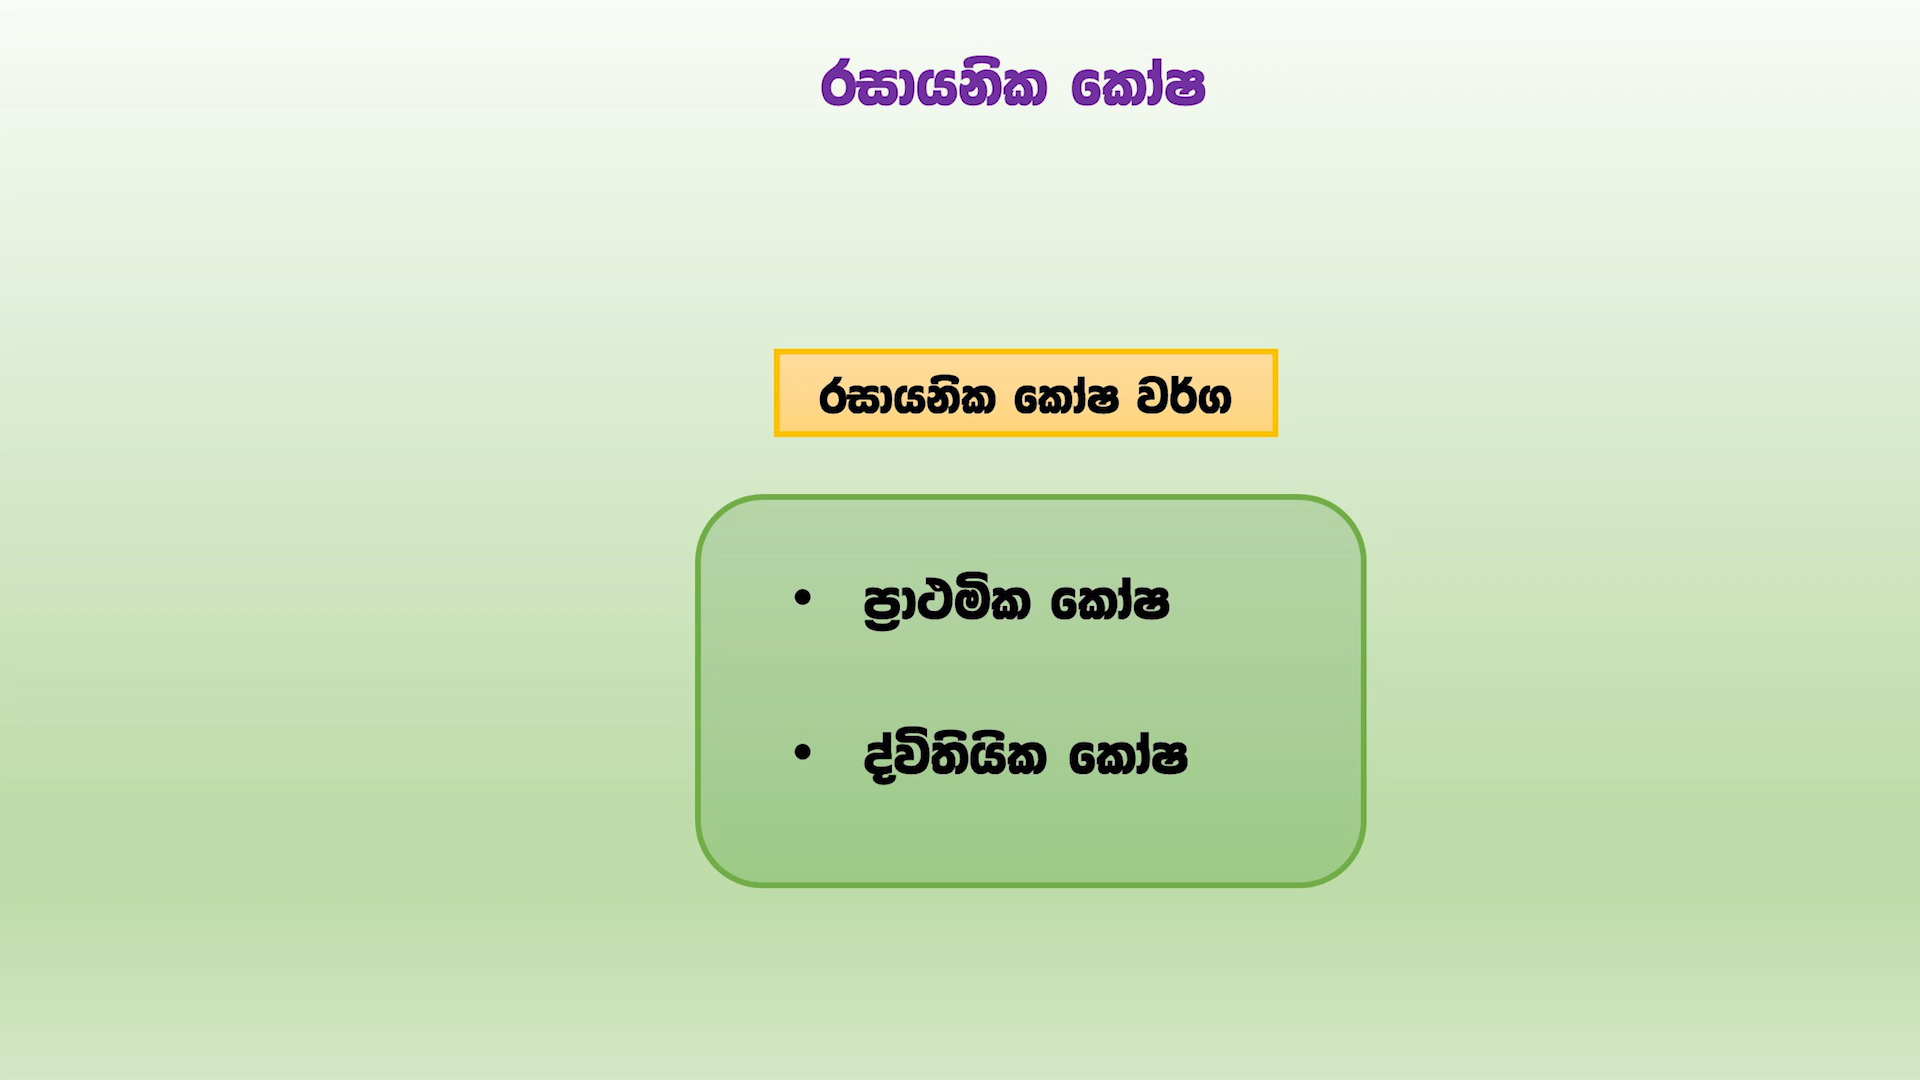 රසායනික කෝෂ
රසායනික කෝෂ වර්ග
• ප්‍රාථමික කෝෂ
• ද්විතියික කෝෂ